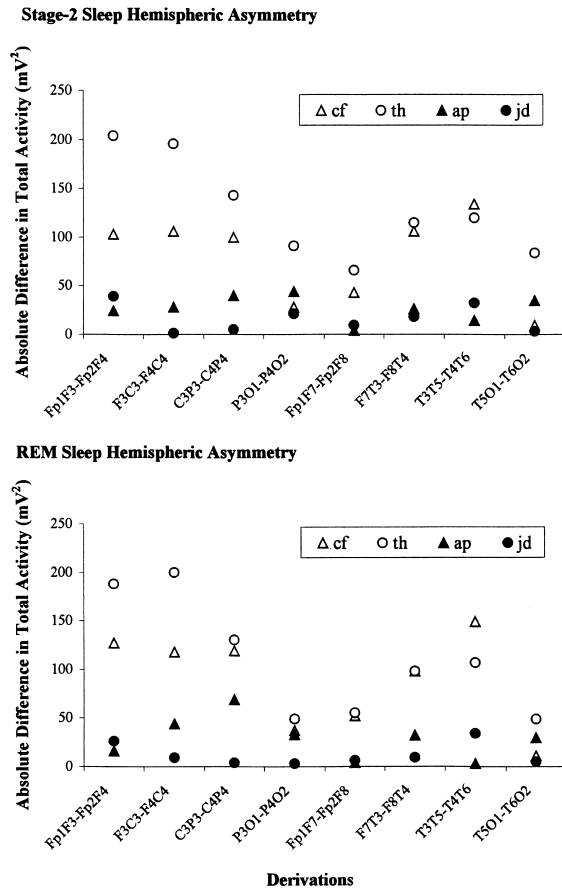 Stage-2 Sleep Hemispheric Asymmetry
Absolute Difference in Total Activity (mV²)
250
200
150
100
50
0
cf th ap jd
Fp1F3-Fp2F4
F3C3-F4C4
C3P3-C4P4
P3O1-P4O2
Fp1F7-Fp2F8
F7T3-F8T4
T3T5-T4T6
T5O1-T6O2
REM Sleep Hemispheric Asymmetry
Absolute Difference in Total Activity (mV²)
250
200
150
100
50
0
cf th ap jd
Fp1F3-Fp2F4
F3C3-F4C4
C3P3-C4P4
P3O1-P4O2
Fp1F7-Fp2F8
F7T3-F8T4
T3T5-T4T6
T5O1-T6O2
Derivations